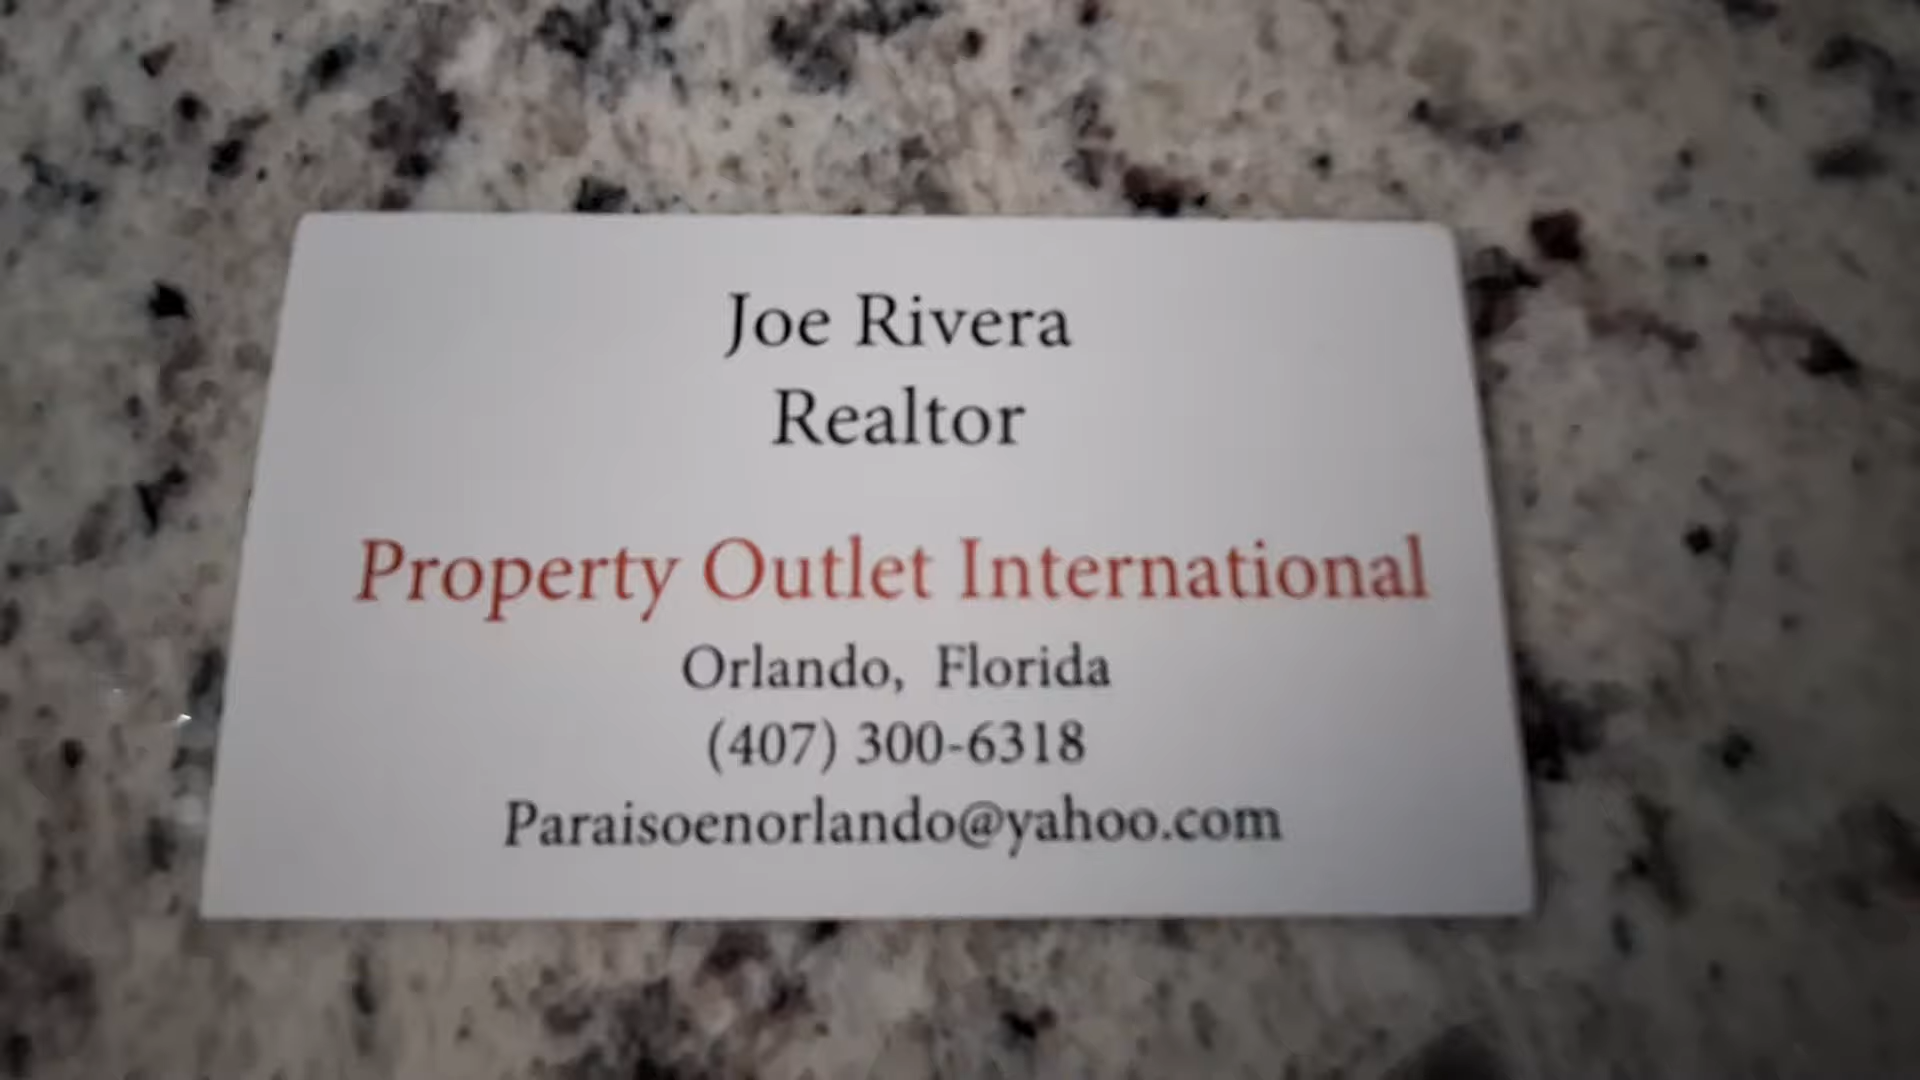 Joe Rivera
Realtor
Property Outlet International
Orlando, Florida
(407) 300-6318
Paraisoenorlando@yahoo.com